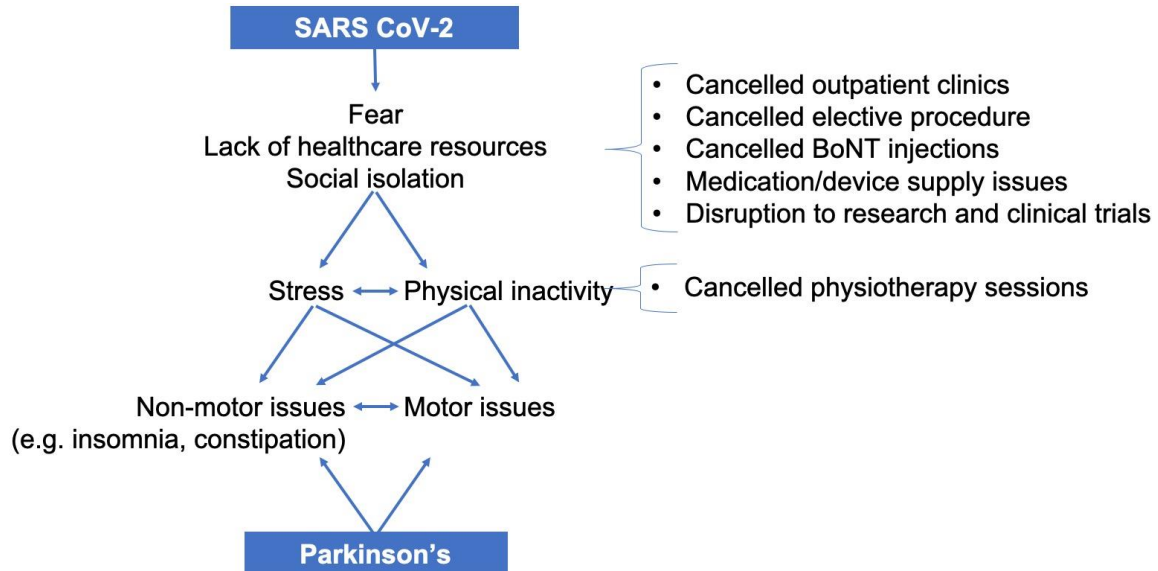 SARS CoV-2
Fear
Lack of healthcare resources
Social isolation
• Cancelled outpatient clinics
• Cancelled elective procedure
• Cancelled BoNT injections
• Medication/device supply issues
• Disruption to research and clinical trials
Stress
Physical inactivity
• Cancelled physiotherapy sessions
Non-motor issues
(e.g. insomnia, constipation)
Motor issues
Parkinson's